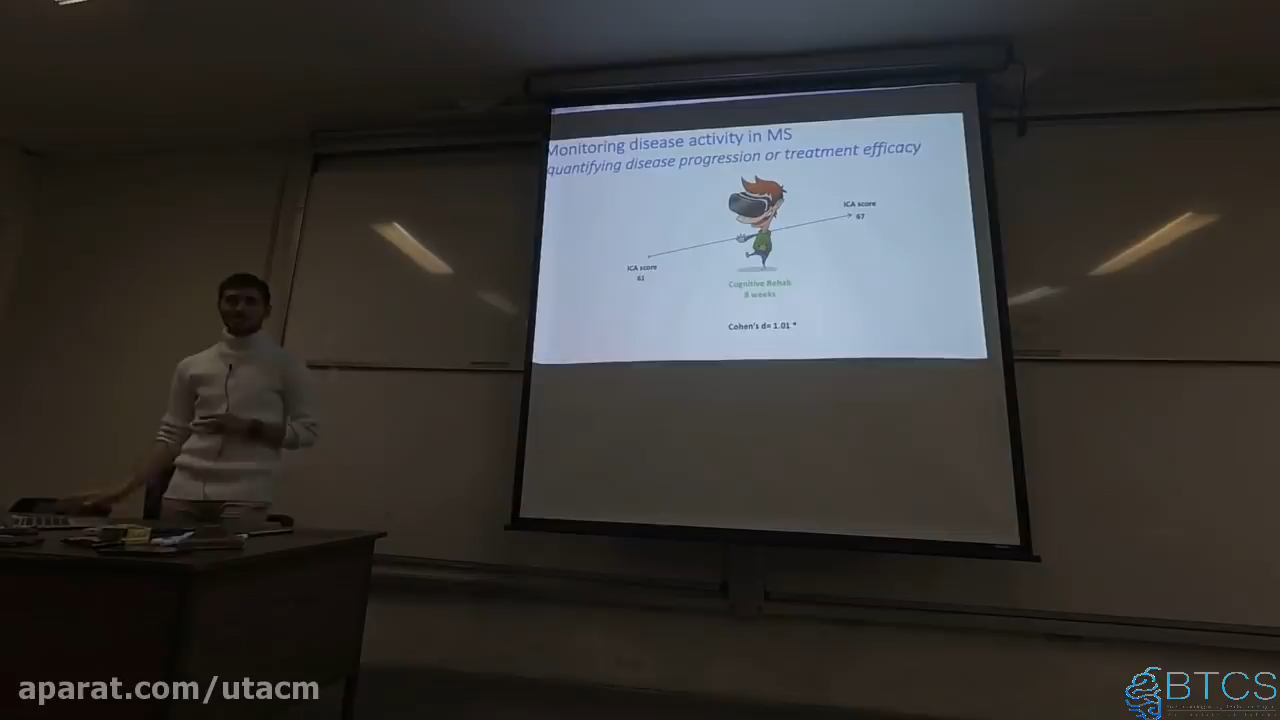 Monitoring disease activity in MS
quantifying disease progression or treatment efficacy
ICA score
67
ICA score
61
Cognitive Rehab
8 weeks
Cohen's d= 1.01 *
aparat.com/utacm
BTCS